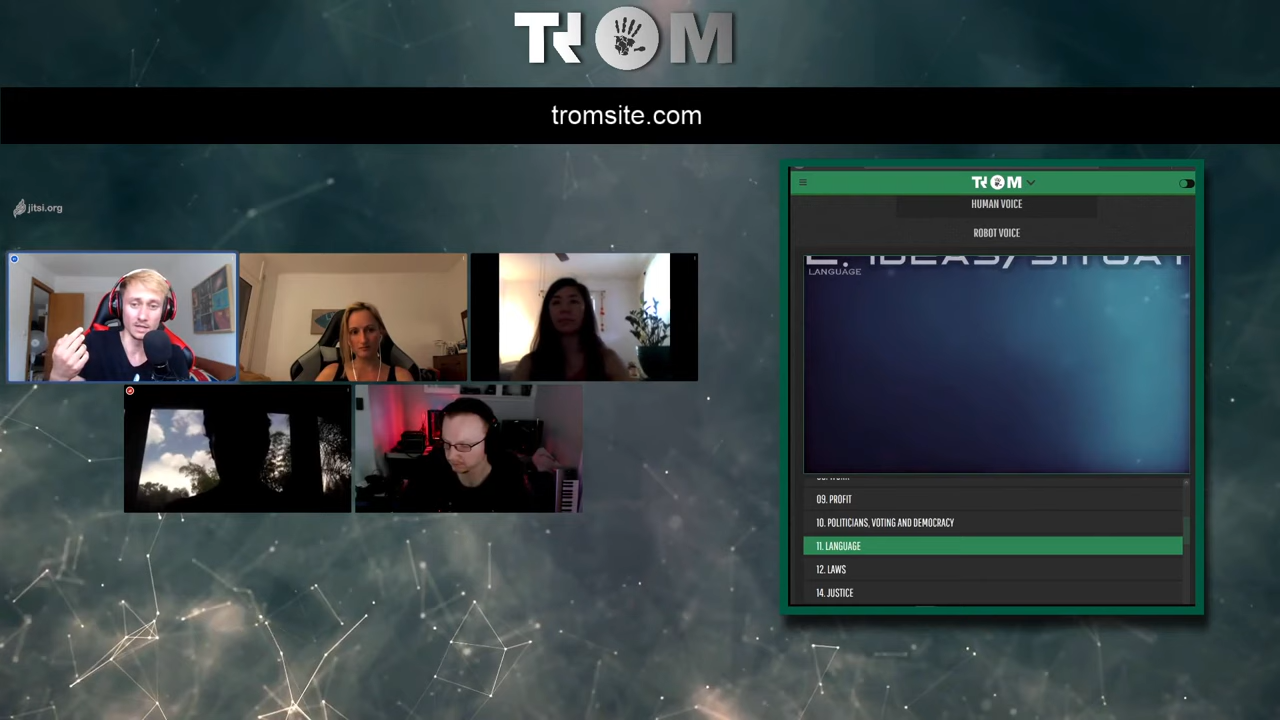 TROM
tromsite.com
jitsi.org
TROM
HUMAN VOICE
ROBOT VOICE
LANGUAGE
09. PROFIT
10. POLITICIANS, VOTING AND DEMOCRACY
11. LANGUAGE
12. LAWS
14. JUSTICE